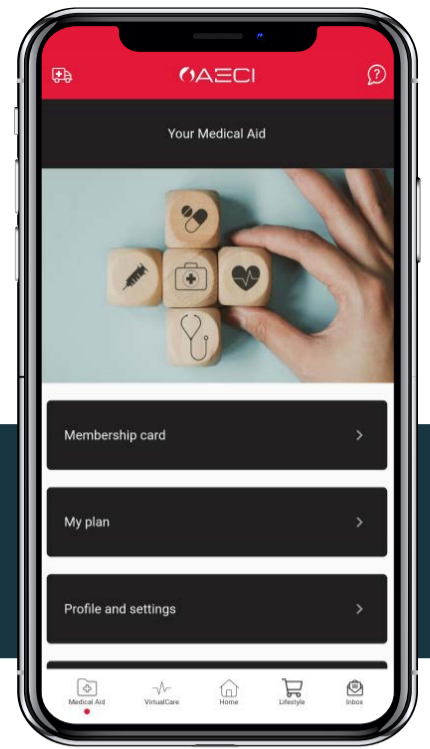 AECI
?
Your Medical Aid
Membership card
My plan
Profile and settings
Medical Aid
VirtualCare
Home
Lifestyle
Inbox